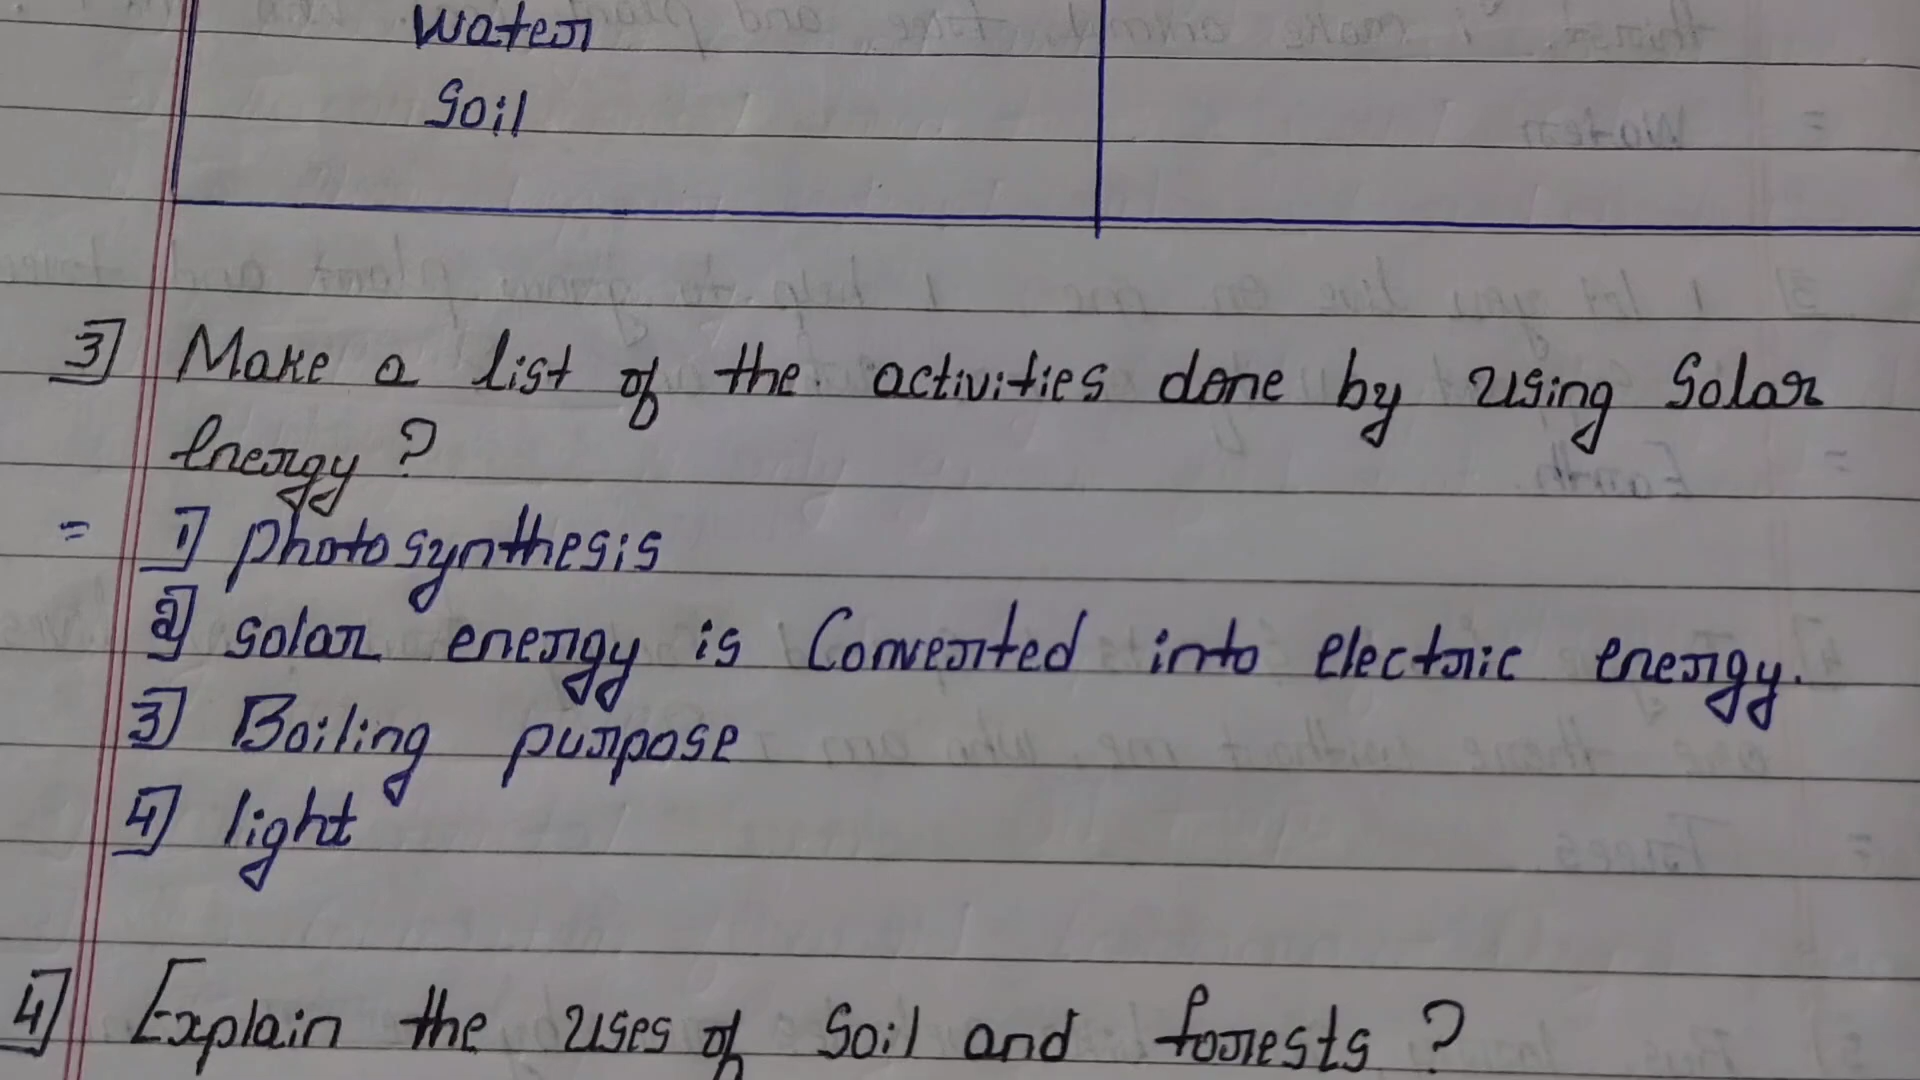 Water
Soil
3] Make a list of the activities done by using Solar
Energy?
= 1] photosynthesis
2] solar energy is Converted into electric energy.
3] Boiling purpose
4] light
4] Explain the uses of Soil and forests?